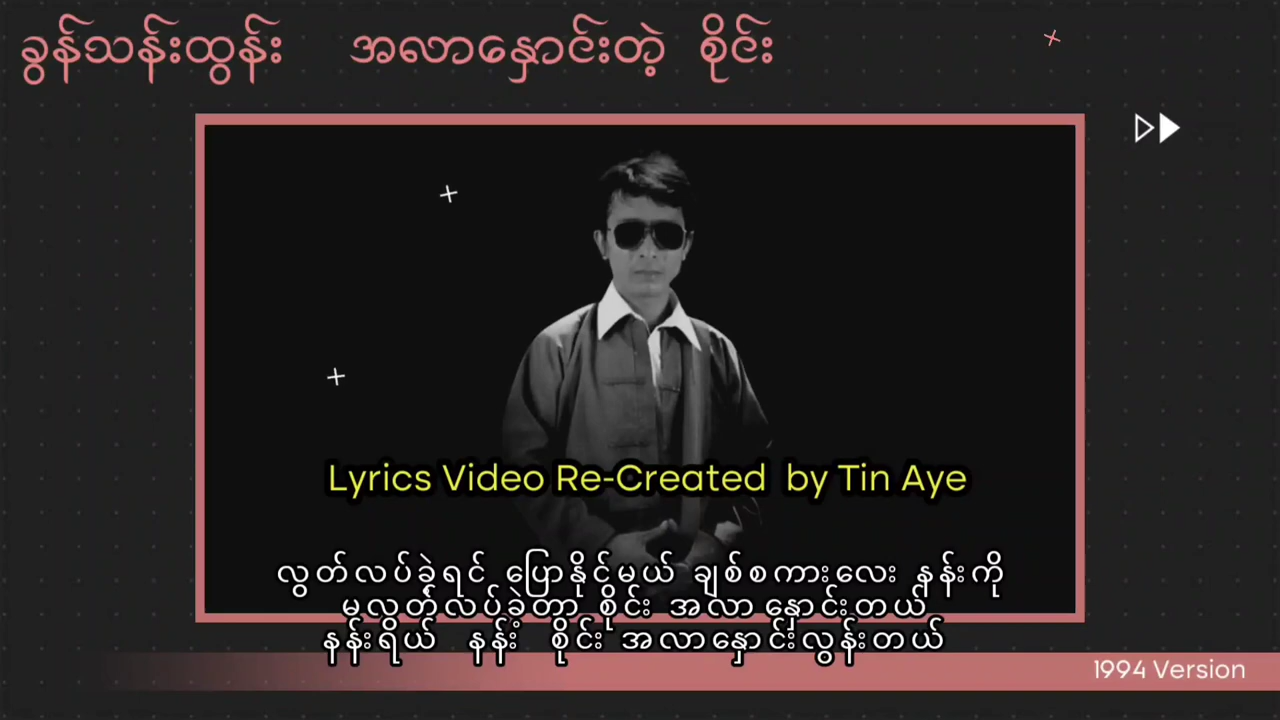 ခွန်သန်းထွန်း အလာနှောင်းတဲ့ စိုင်း
Lyrics Video Re-Created by Tin Aye
လွတ်လပ်ခဲ့ရင် ပြောနိုင်မယ် ချစ်စကားလေး နန်းကို
မလွတ်လပ်ခဲ့တာ စိုင်း အလာ နှောင်းတယ်
နန်းရယ် နန်း စိုင်း အလာနှောင်းလွန်းတယ်
1994 Version